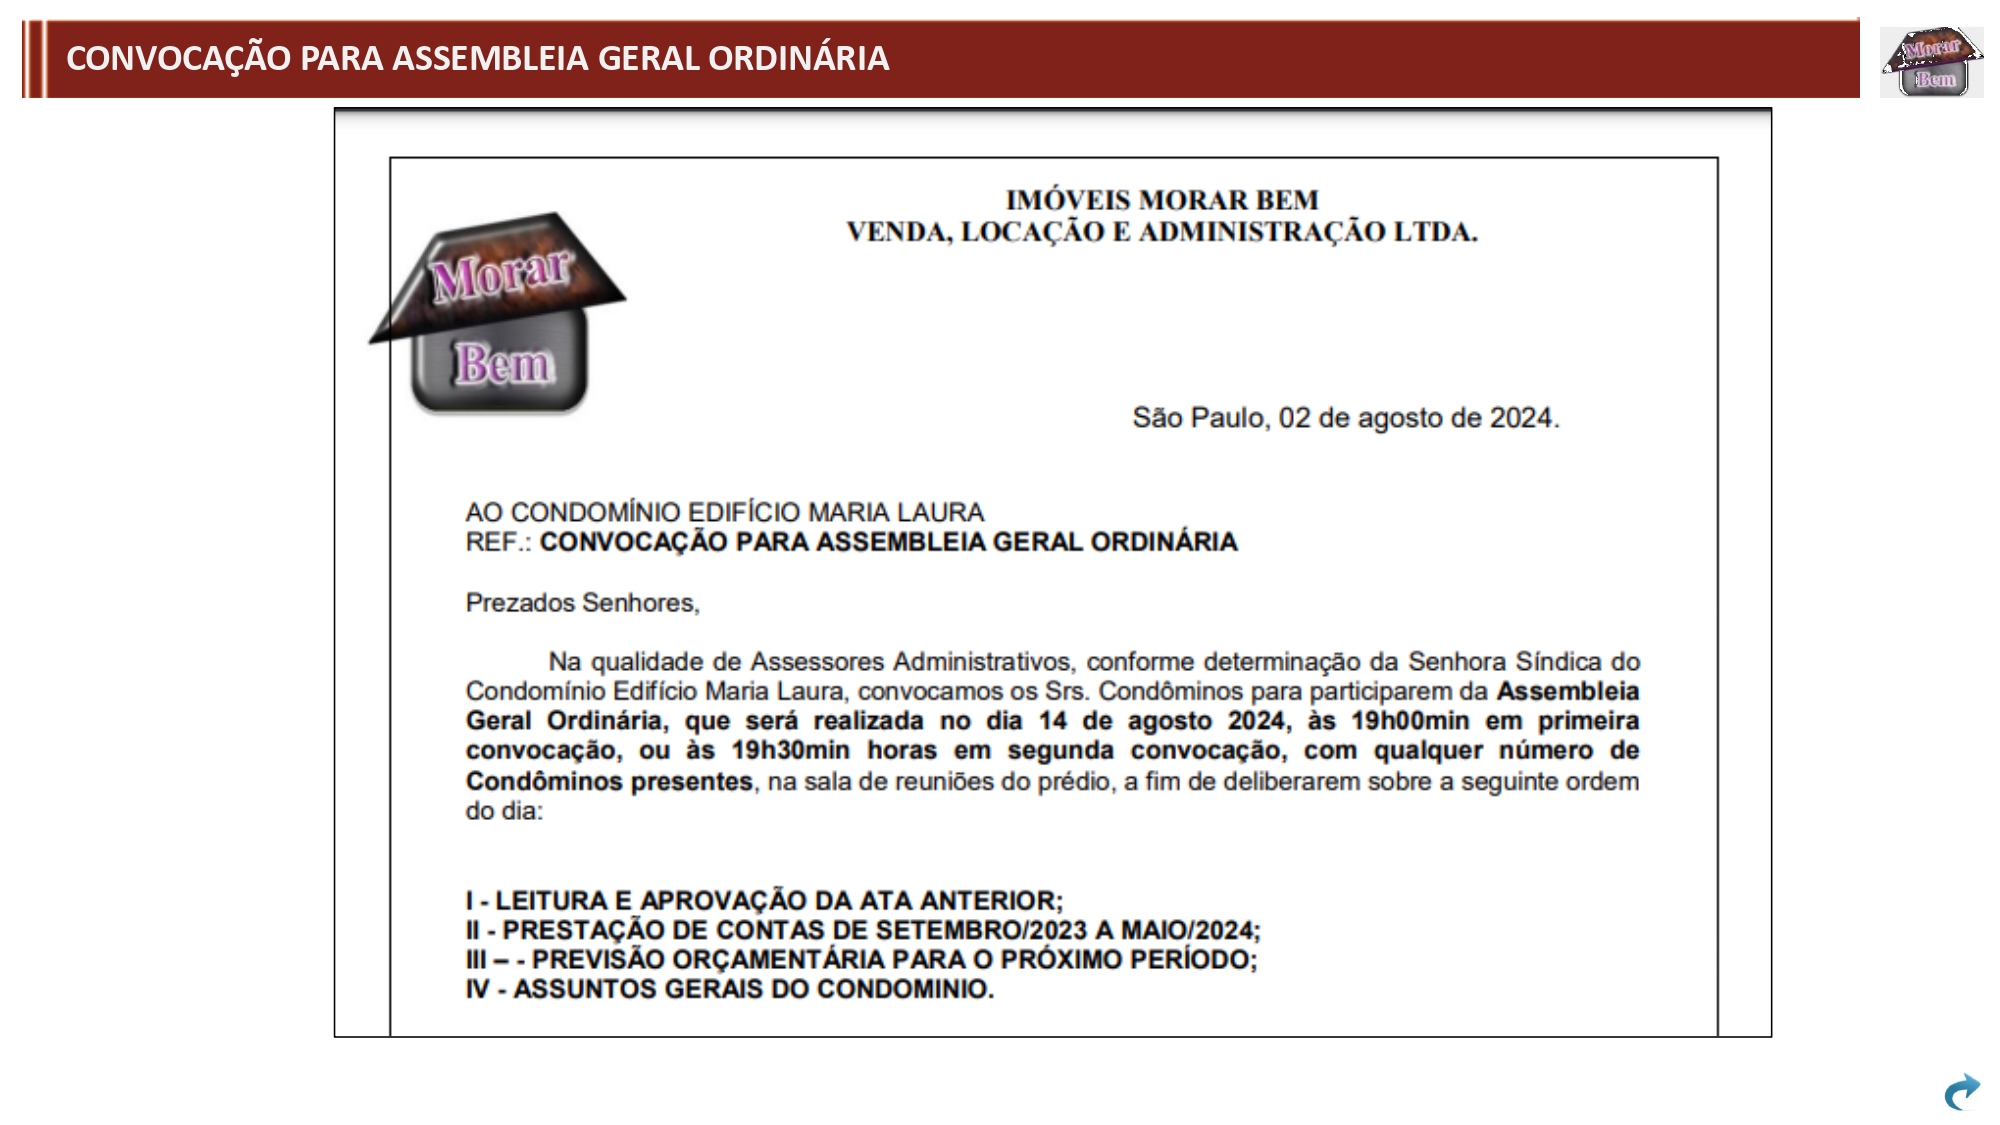 CONVOCAÇÃO PARA ASSEMBLEIA GERAL ORDINÁRIA
Morar
Bem
IMÓVEIS MORAR BEM
VENDA, LOCAÇÃO E ADMINISTRAÇÃO LTDA.
Morar
Bem
São Paulo, 02 de agosto de 2024.
AO CONDOMÍNIO EDIFÍCIO MARIA LAURA
REF.: CONVOCAÇÃO PARA ASSEMBLEIA GERAL ORDINÁRIA
Prezados Senhores,
Na qualidade de Assessores Administrativos, conforme determinação da Senhora Síndica do
Condomínio Edifício Maria Laura, convocamos os Srs. Condôminos para participarem da Assembleia
Geral Ordinária, que será realizada no dia 14 de agosto 2024, às 19h00min em primeira
convocação, ou às 19h30min horas em segunda convocação, com qualquer número de
Condôminos presentes, na sala de reuniões do prédio, a fim de deliberarem sobre a seguinte ordem
do dia:
I - LEITURA E APROVAÇÃO DA ATA ANTERIOR;
II - PRESTAÇÃO DE CONTAS DE SETEMBRO/2023 A MAIO/2024;
III – - PREVISÃO ORÇAMENTÁRIA PARA O PRÓXIMO PERÍODO;
IV - ASSUNTOS GERAIS DO CONDOMINIO.